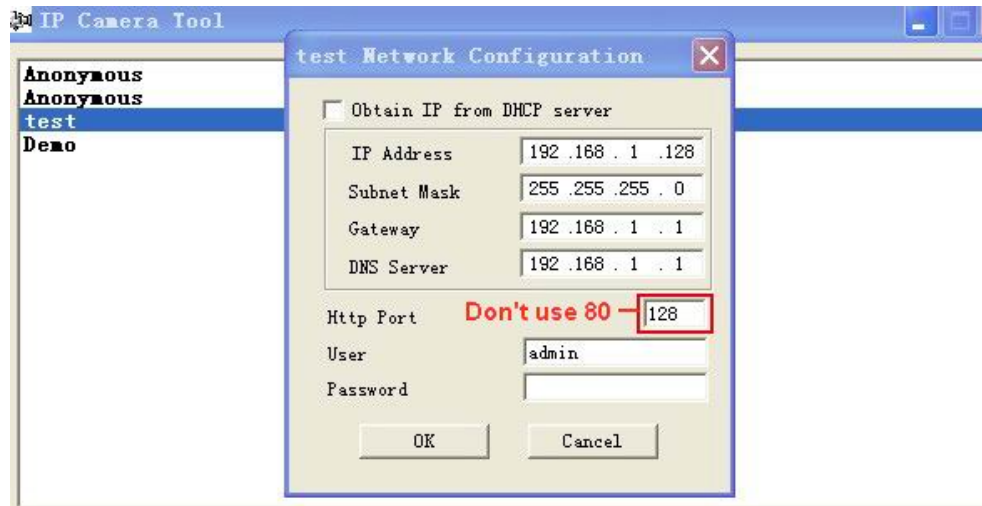 IP Camera Tool
test Network Configuration
Anonymous
Anonymous
test
Demo
Obtain IP from DHCP server
IP Address 192 .168 . 1 .128
Subnet Mask 255 .255 .255 . 0
Gateway 192 .168 . 1 . 1
DNS Server 192 .168 . 1 . 1
Http Port Don't use 80 128
User admin
Password
OK Cancel